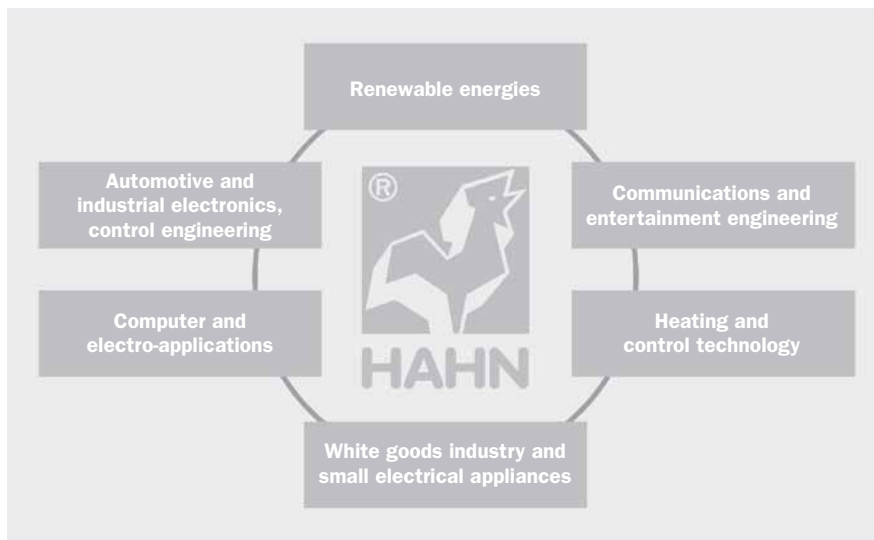 Renewable energies
Automotive and
industrial electronics,
control engineering
Communications and
entertainment engineering
®
HAHN
Computer and
electro-applications
Heating and
control technology
White goods industry and
small electrical appliances